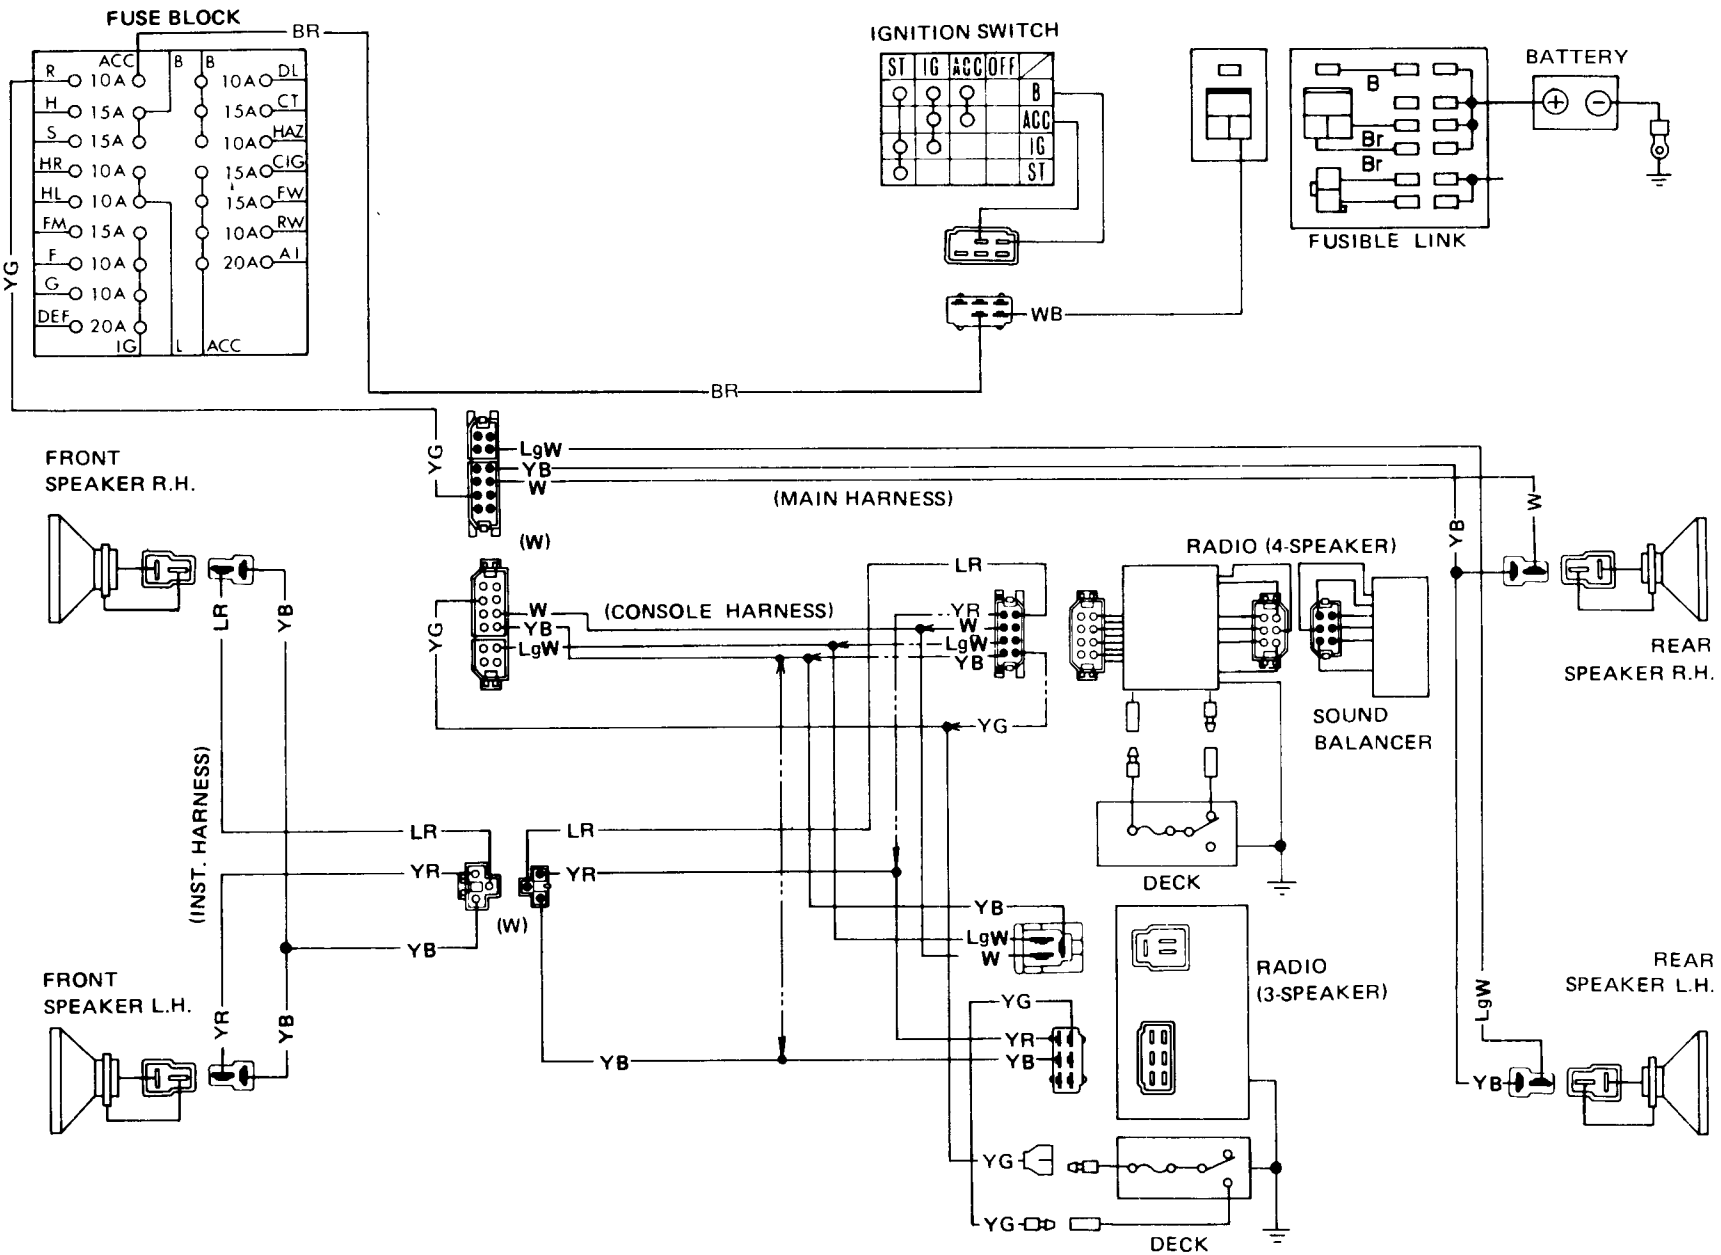 FUSE BLOCK
BR
IGNITION SWITCH
BATTERY
ACC B B
R 10A 10A DL
H 15A 15A CT
S 15A 10A HAZ
HR 10A 15A CIG
HL 10A 15A FW
FM 15A 10A RW
F 10A 20A AI
G 10A
DEF 20A
IG L ACC
YG
ST IG ACC OFF
B
ACC
IG
ST
B
Br
Br
FUSIBLE LINK
WB
BR
FRONT
SPEAKER R.H.
YG
LgW
YB
W
(MAIN HARNESS)
(W)
W
YB
RADIO (4-SPEAKER)
LR
W
YB
LgW
(CONSOLE HARNESS)
YG
YR
W
LgW
YB
YG
LR
YB
REAR
SPEAKER R.H.
SOUND
BALANCER
(INST. HARNESS)
LR
LR
YR
YR
(W)
YB
DECK
YB
LgW
W
RADIO
(3-SPEAKER)
REAR
SPEAKER L.H.
FRONT
SPEAKER L.H.
YR
YB
YG
YR
YB
YB
LgW
YB
YG
YG
DECK